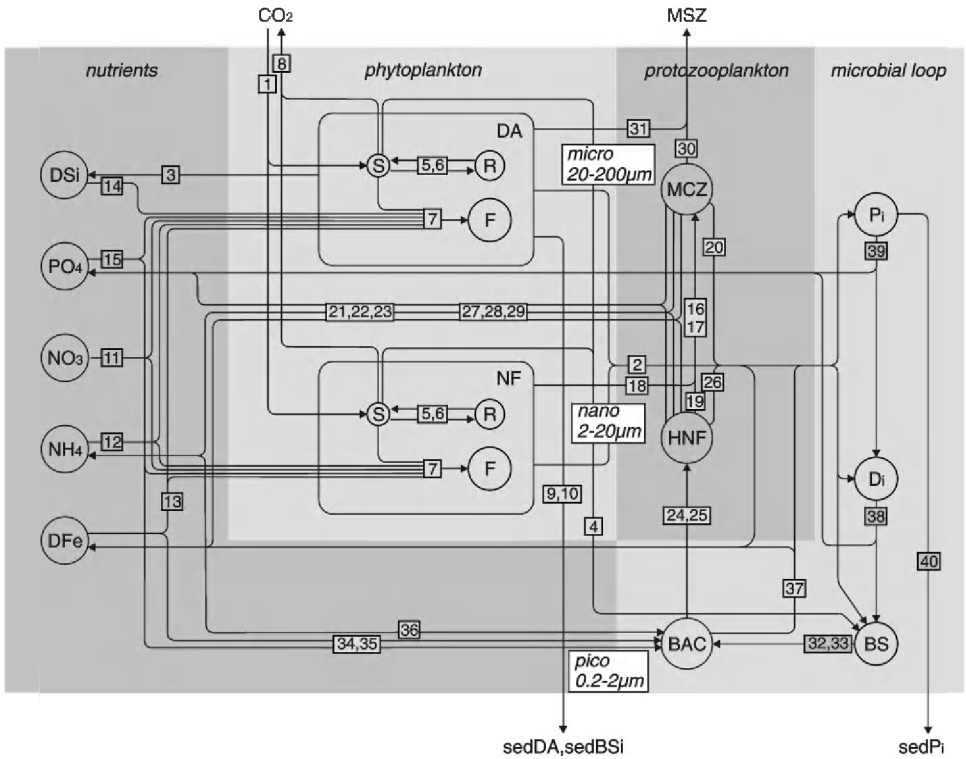 CO2
MSZ
nutrients
phytoplankton
protozooplankton
microbial loop
8
1
DA
31
30
micro
20-200µm
S
5,6
R
MCZ
DSi
3
14
7
F
Pi
20
39
PO4
15
21,22,23
27,28,29
16
17
NO3
11
2
18
NF
26
19
nano
2-20µm
S
5,6
R
HNF
NH4
12
7
F
Di
13
9,10
4
24,25
38
DFe
40
37
36
34,35
BAC
32,33
BS
pico
0.2-2µm
sedDA,sedBSi
sedPi